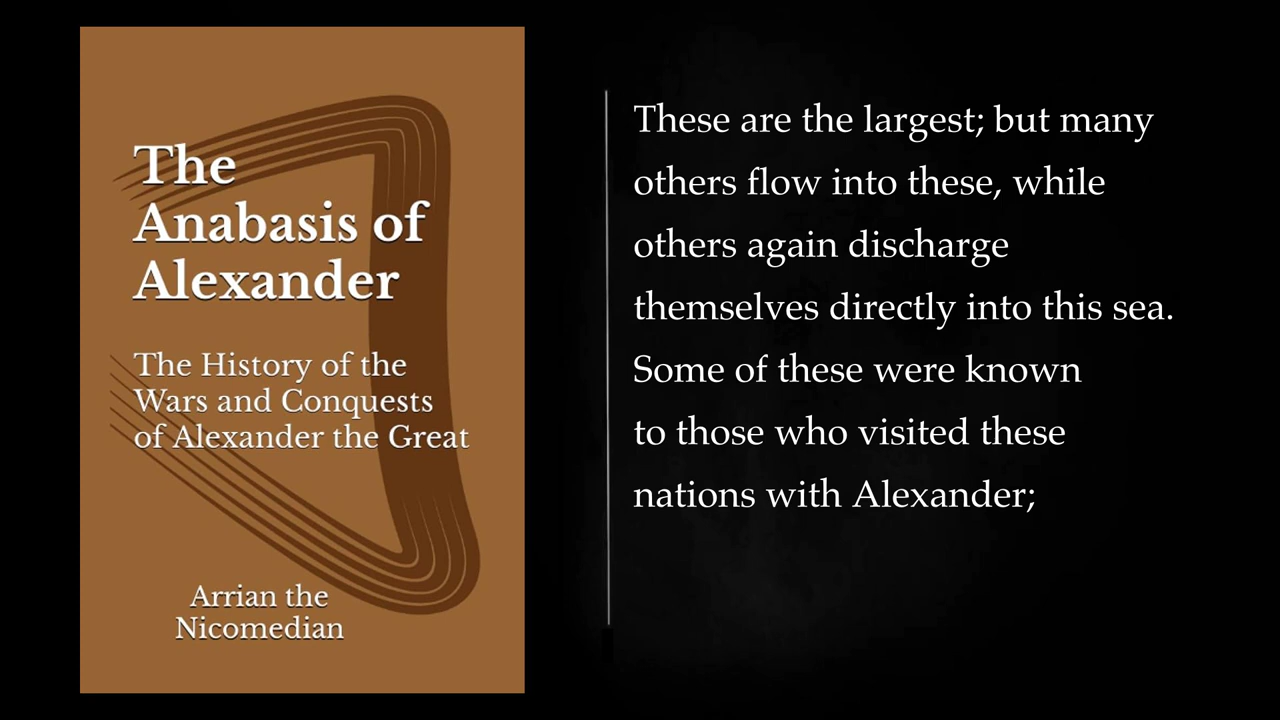 The
Anabasis of
Alexander
The History of the
Wars and Conquests
of Alexander the Great
Arrian the
Nicomedian
These are the largest; but many
others flow into these, while
others again discharge
themselves directly into this sea.
Some of these were known
to those who visited these
nations with Alexander;